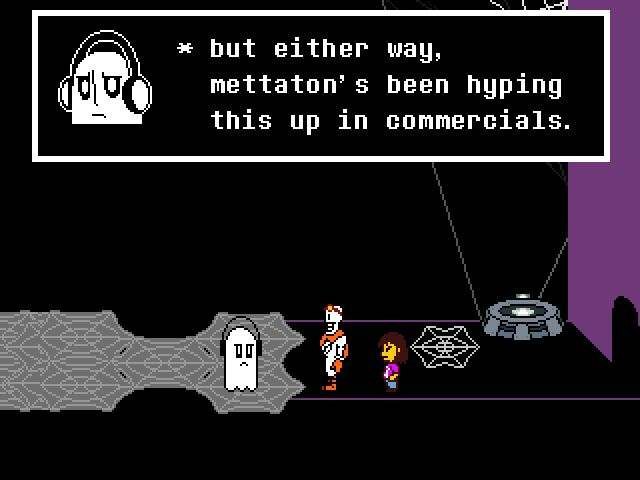 * but either way,
mettaton's been hyping
this up in commercials.